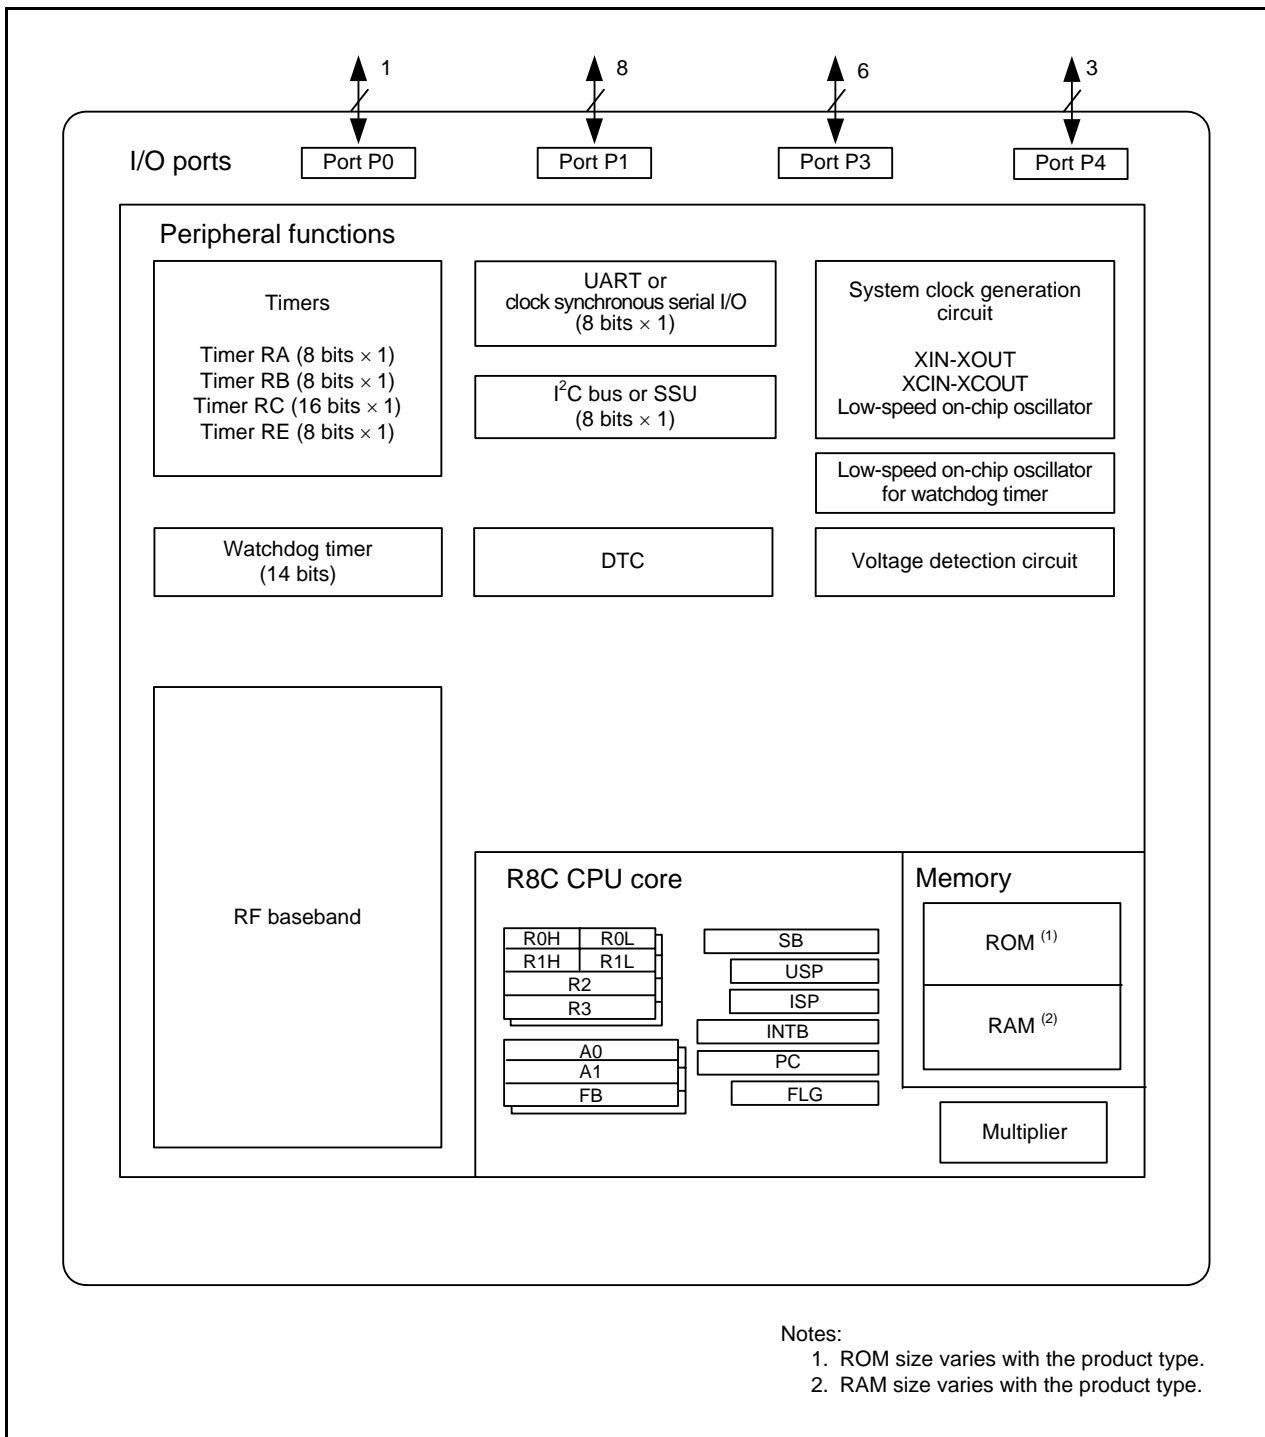 1
8
6
3
I/O ports
Port P0
Port P1
Port P3
Port P4
Peripheral functions
Timers
Timer RA (8 bits × 1)
Timer RB (8 bits × 1)
Timer RC (16 bits × 1)
Timer RE (8 bits × 1)
UART or
clock synchronous serial I/O
(8 bits × 1)
I²C bus or SSU
(8 bits × 1)
System clock generation
circuit
XIN-XOUT
XCIN-XCOUT
Low-speed on-chip oscillator
Low-speed on-chip oscillator
for watchdog timer
Watchdog timer
(14 bits)
DTC
Voltage detection circuit
RF baseband
R8C CPU core
R0H
R0L
R1H
R1L
R2
R3
A0
A1
FB
SB
USP
ISP
INTB
PC
FLG
Memory
ROM (1)
RAM (2)
Multiplier
Notes:
1. ROM size varies with the product type.
2. RAM size varies with the product type.